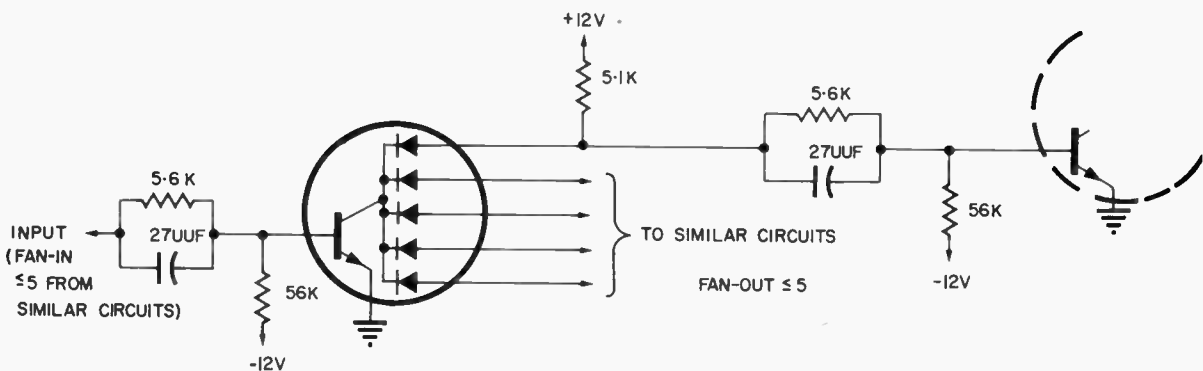 +12V
5·1K
5·6K
27UUF
56K
-12V
5·6K
27UUF
INPUT
(FAN-IN
≤5 FROM
SIMILAR CIRCUITS)
56K
-12V
TO SIMILAR CIRCUITS
FAN-OUT ≤ 5